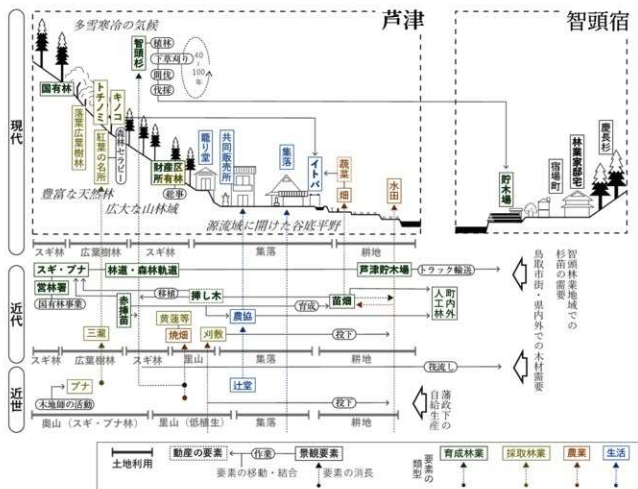 多雪寒冷の気候
芦津
智頭宿
現代
智頭杉
植林
下草刈り
間伐
伐採
40~100年
国有林
トチノミ
キノコ
落葉広葉樹林
紅葉の名所
森林セラピー
財産区所有林
総事
籠り堂
共同販売所
集落
イトバ
蔬菜
畑
水田
貯木場
宿場町
林業家邸宅
慶長杉
豊富な天然林
広大な山林域
源流域に開けた谷底平野
スギ林
広葉樹林
スギ林
集落
耕地
近代
スギ・ブナ
林道・森林軌道
芦津貯木場
トラック輸送
営林署
国有林事業
移植
挿し木
赤挿苗
育成
苗畑
人工林
町内外
黄蓮等
農協
三瀧
焼畑
刈敷
投下
スギ林
広葉樹林
スギ林
里山
集落
耕地
智頭林業地域での杉苗の需要
鳥取市街・県内外での木材需要
近世
筏流し
ブナ
木地師の活動
辻堂
投下
藩政下の自給生産
奥山(スギ・ブナ林)
里山(低植生)
集落
耕地
土地利用
動産の要素
作業
景観要素
要素の移動・結合
要素の消長
要素の類型
育成林業
採取林業
農業
生活